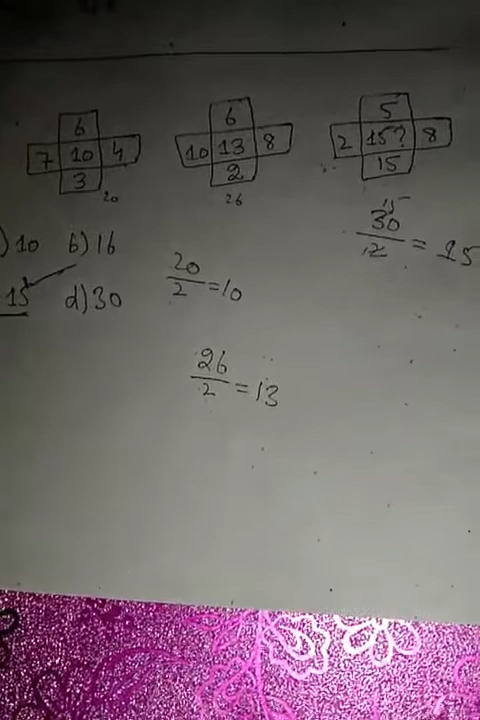 6 6 5
7 10 4 10 13 8 2 15? 8
3 2 15
20 26
)10 b)16
15 d)30
20/2 = 10
26/2 = 13
15
30/2 = 15